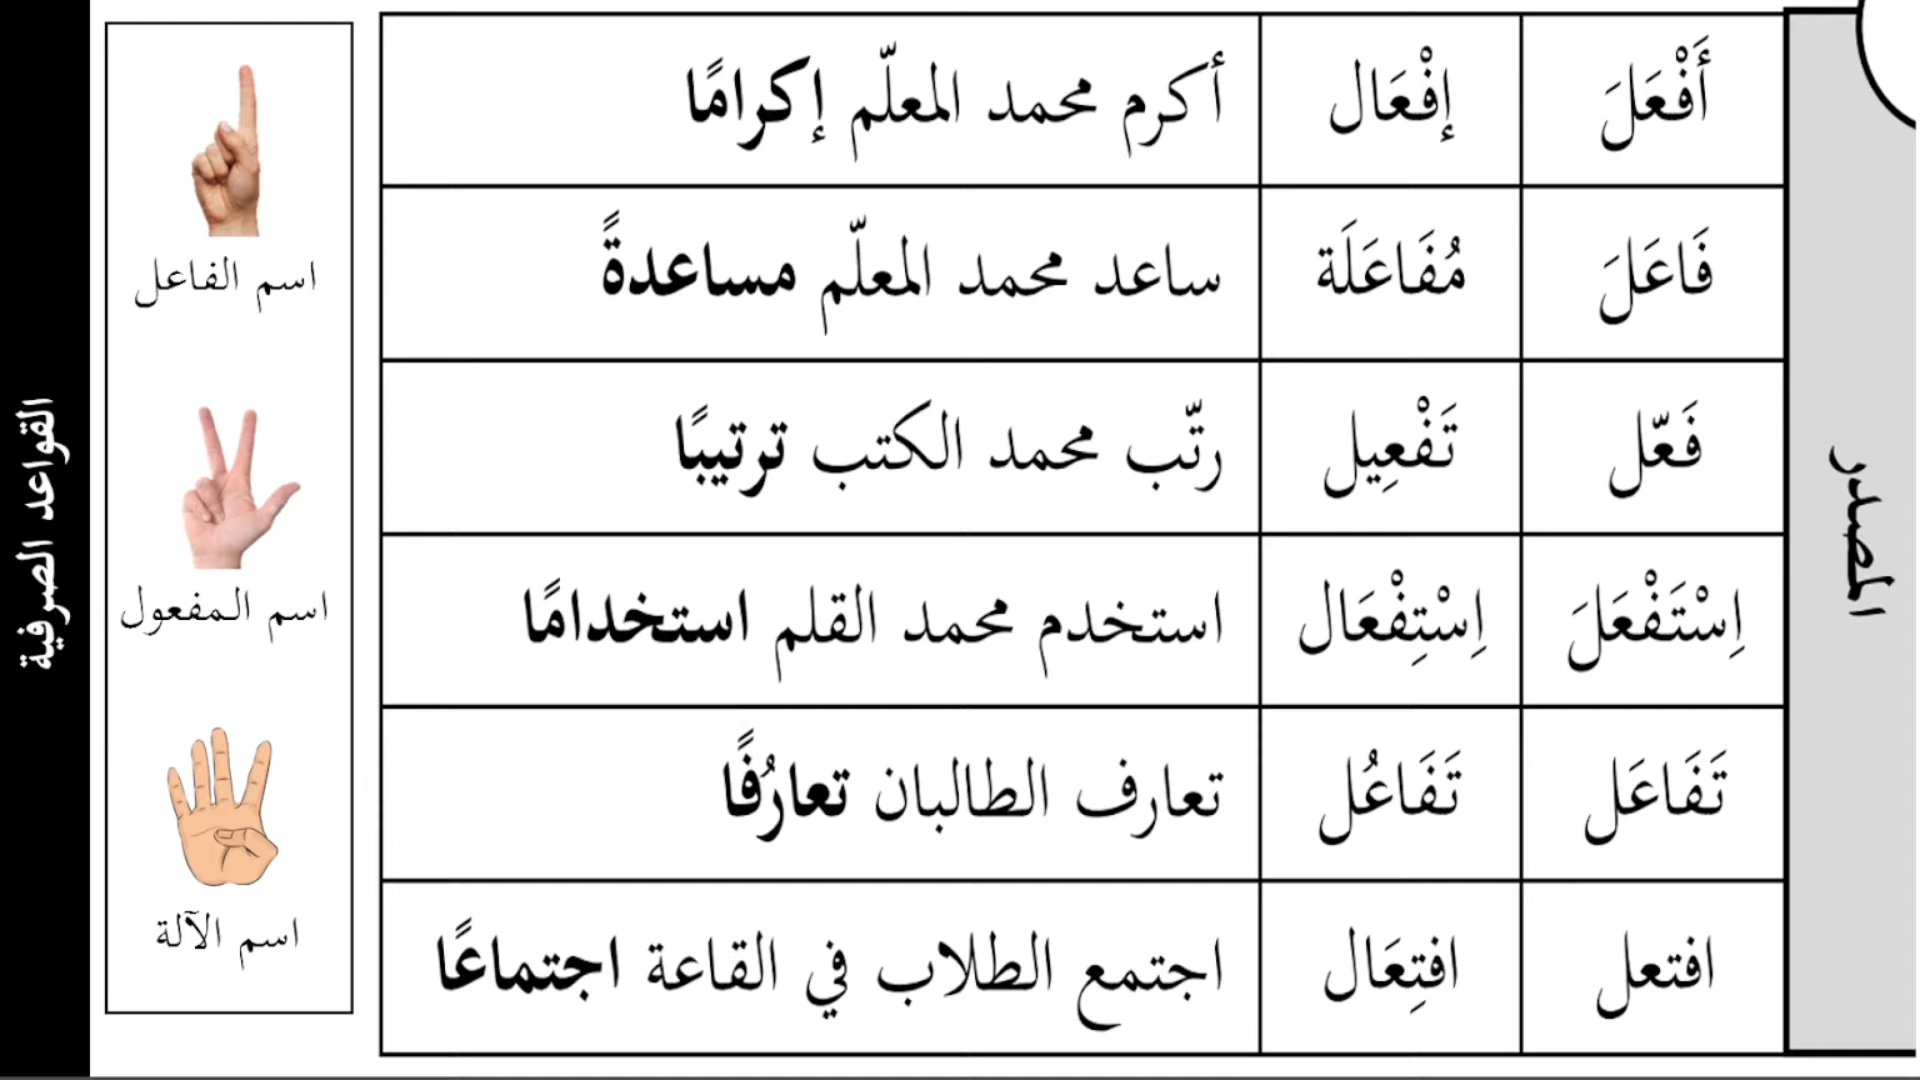 المصدر
أَفْعَلَ إِفْعَال أكرم محمد المعلّم إكرامًا
فَاعَلَ مُفَاعَلَة ساعد محمد المعلّم مساعدةً
فَعّل تَفْعِيل رتّب محمد الكتب ترتيبًا
اِسْتَفْعَلَ اِسْتِفْعَال استخدم محمد القلم استخدامًا
تَفَاعَل تَفَاعُل تعارف الطالبان تعارُفًا
افتعل افتِعَال اجتمع الطلاب في القاعة اجتماعًا
اسم الفاعل
اسم المفعول
اسم الآلة
القواعد الصرفية